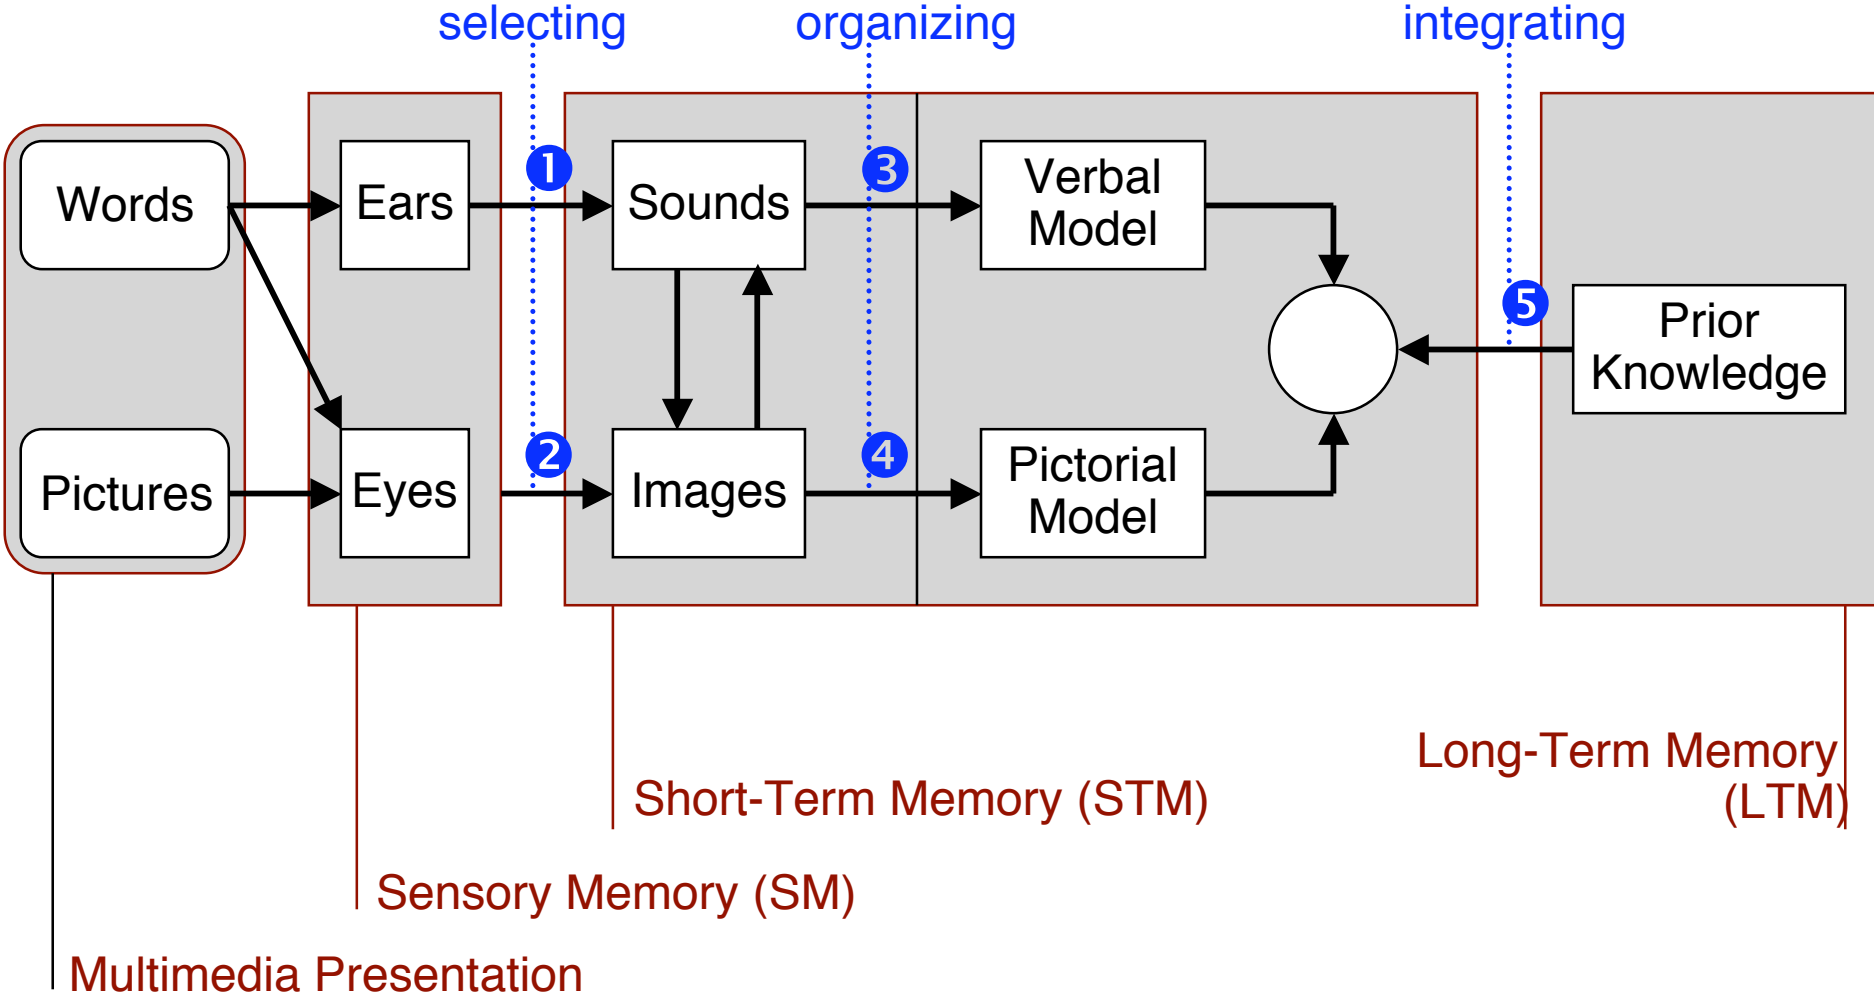 selecting
organizing
integrating
1
3
Words
Ears
Sounds
Verbal
Model
5
Prior
Knowledge
2
4
Pictures
Eyes
Images
Pictorial
Model
Long-Term Memory
(LTM)
Short-Term Memory (STM)
Sensory Memory (SM)
Multimedia Presentation